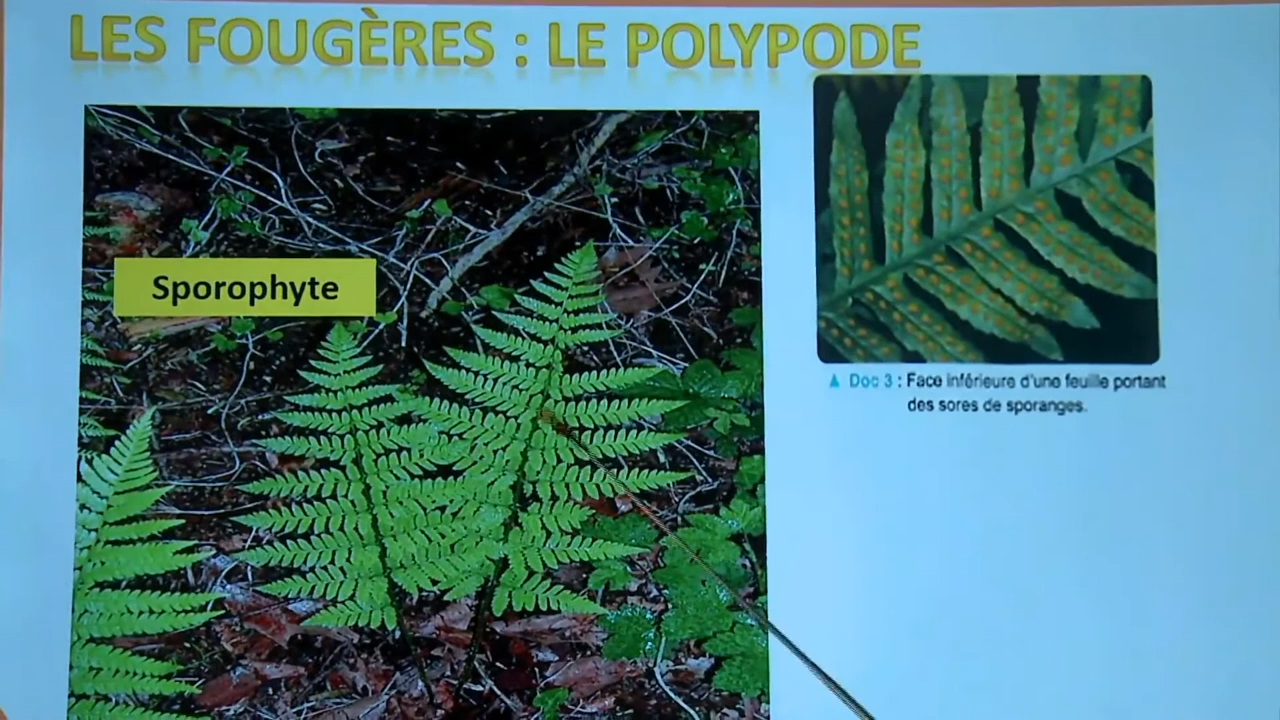 LES FOUGÈRES : LE POLYPODE
Sporophyte
▲ Doc 3 : Face inférieure d'une feuille portant
des sores de sporanges.